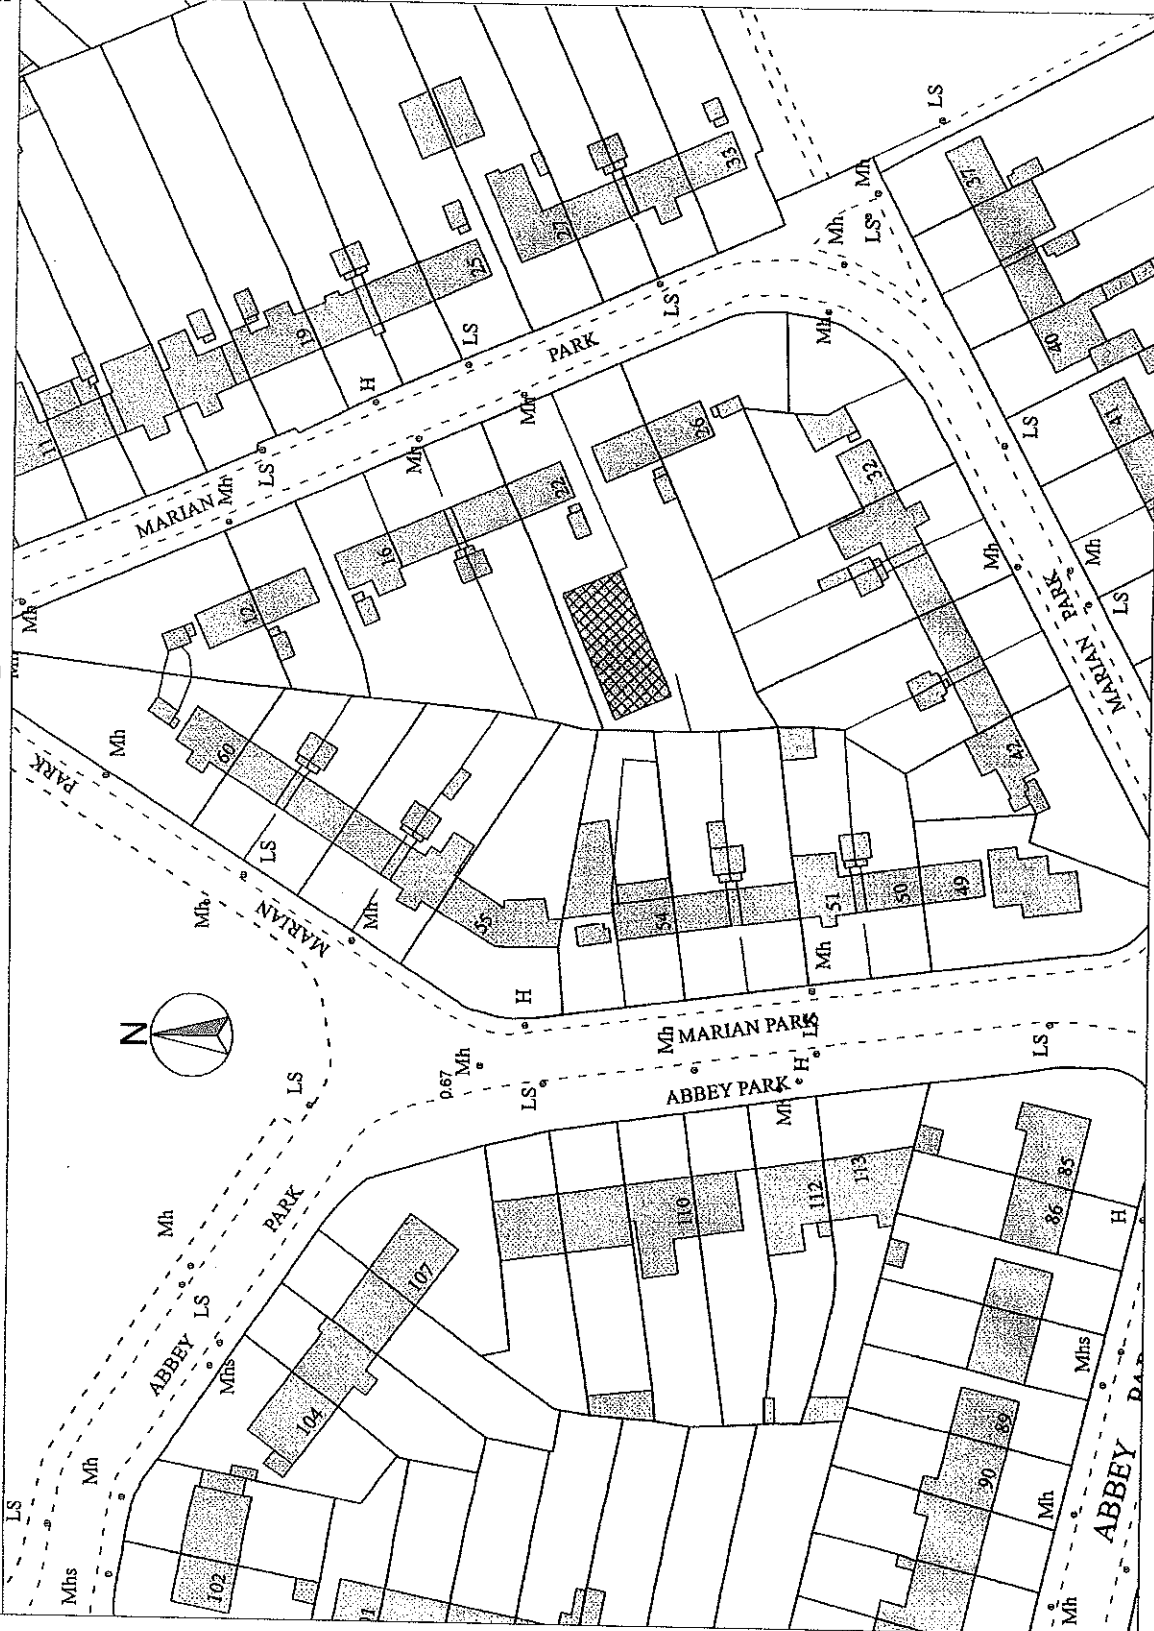 Mh
Mh
MARIAN
Mh
LS
11
19
H
LS
Mh
Mh
PARK
25
27
33
LS
12
16
22
26
Mh
LS
Mh
LS
Mh
37
40
41
LS
32
Mh
MARIAN PARK
Mh
LS
42
PARK
Mh
60
LS
Mh
MARIAN
Mh
55
N
H
54
51
50
49
Mh
MARIAN PARK
LS
Mh
0.67
Mh
LS
ABBEY PARK
H
Mh
LS
LS
Mh
PARK
LS
ABBEY
Mhs
107
104
110
112
113
85
86
H
Mhs
89
90
Mh
ABBEY
Mh
LS
Mh
Mhs
102